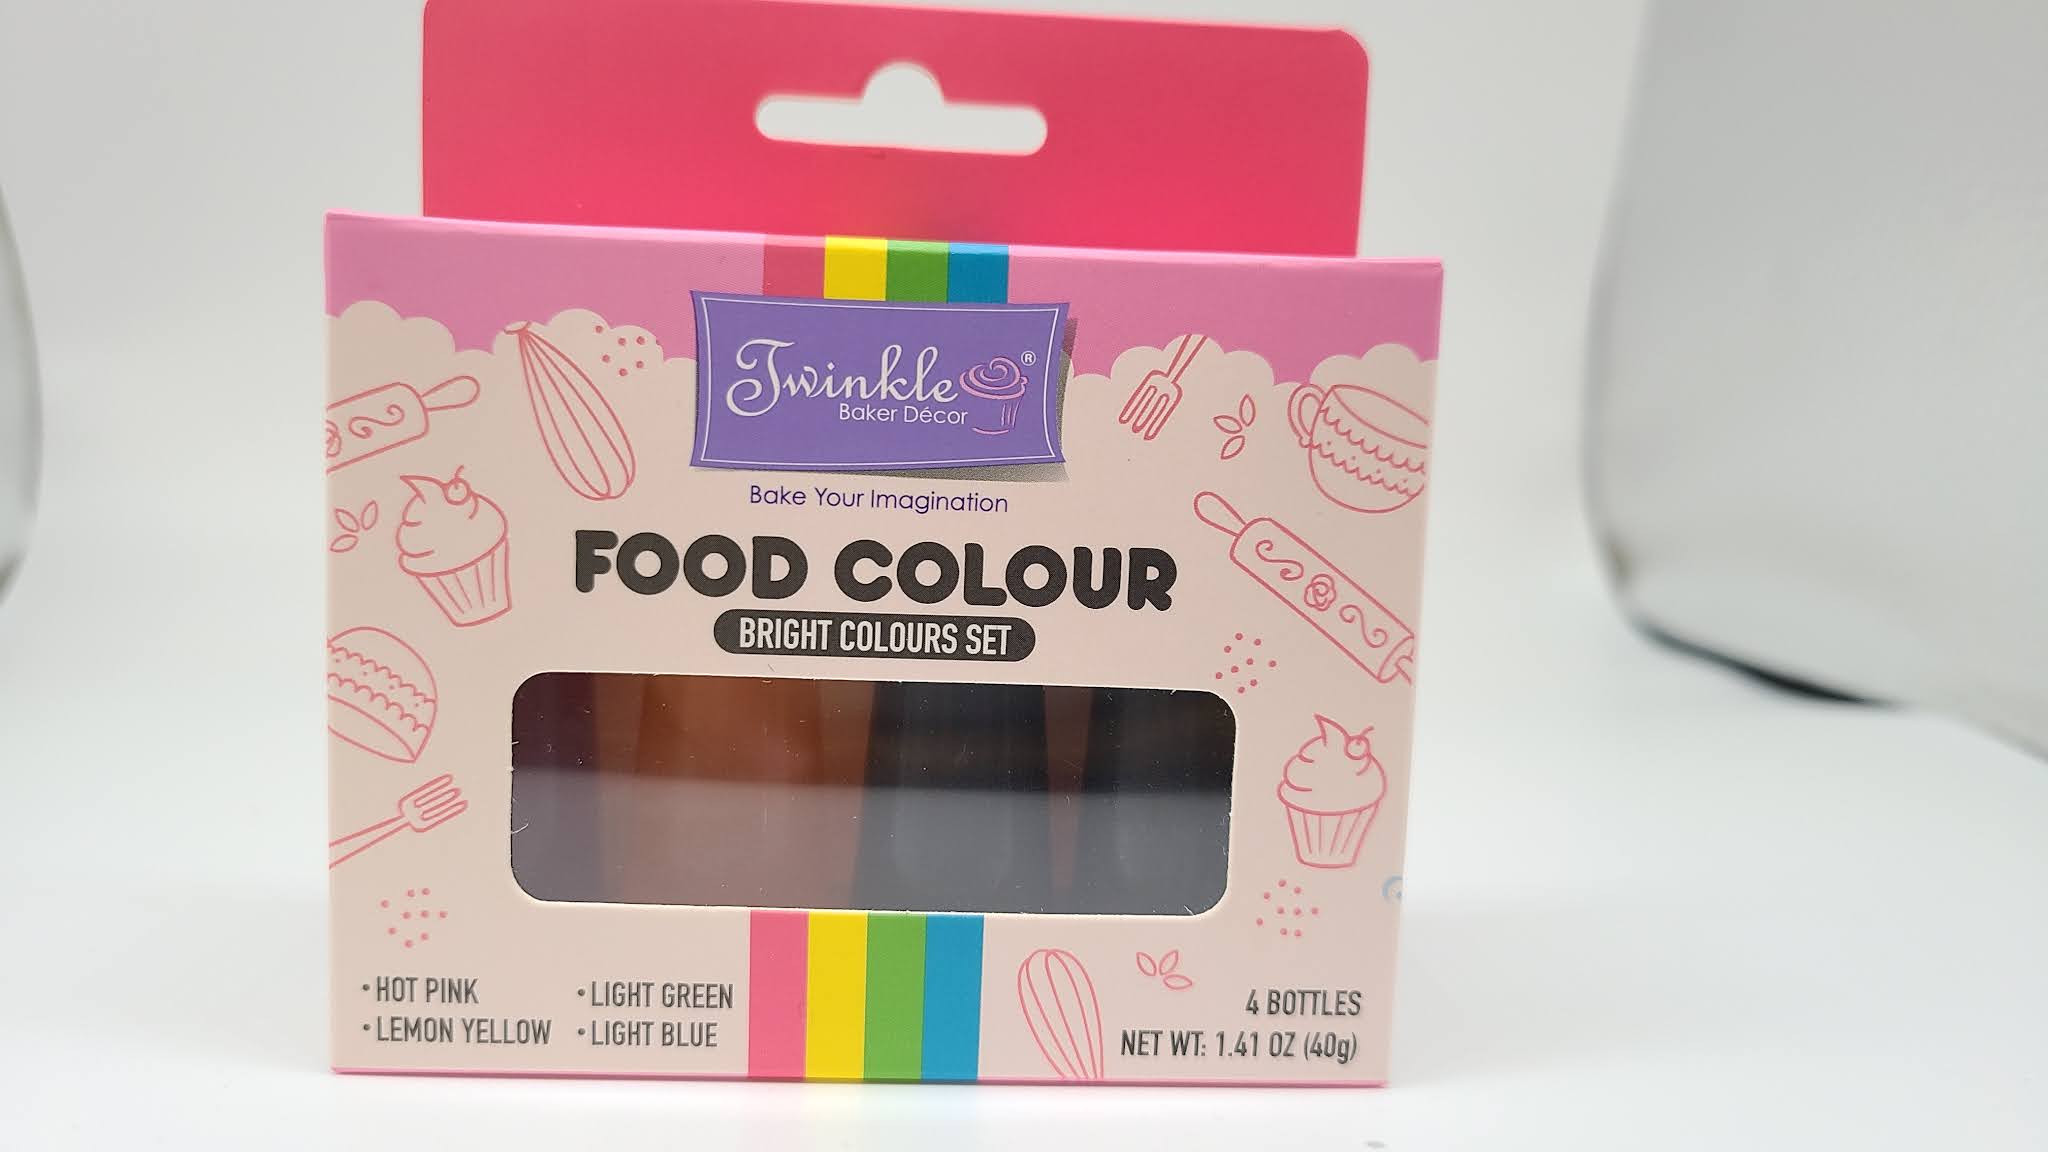 Twinkle ®
Baker Décor
Bake Your Imagination
FOOD COLOUR
BRIGHT COLOURS SET
• HOT PINK
• LEMON YELLOW
• LIGHT GREEN
• LIGHT BLUE
4 BOTTLES
NET WT: 1.41 OZ (40g)